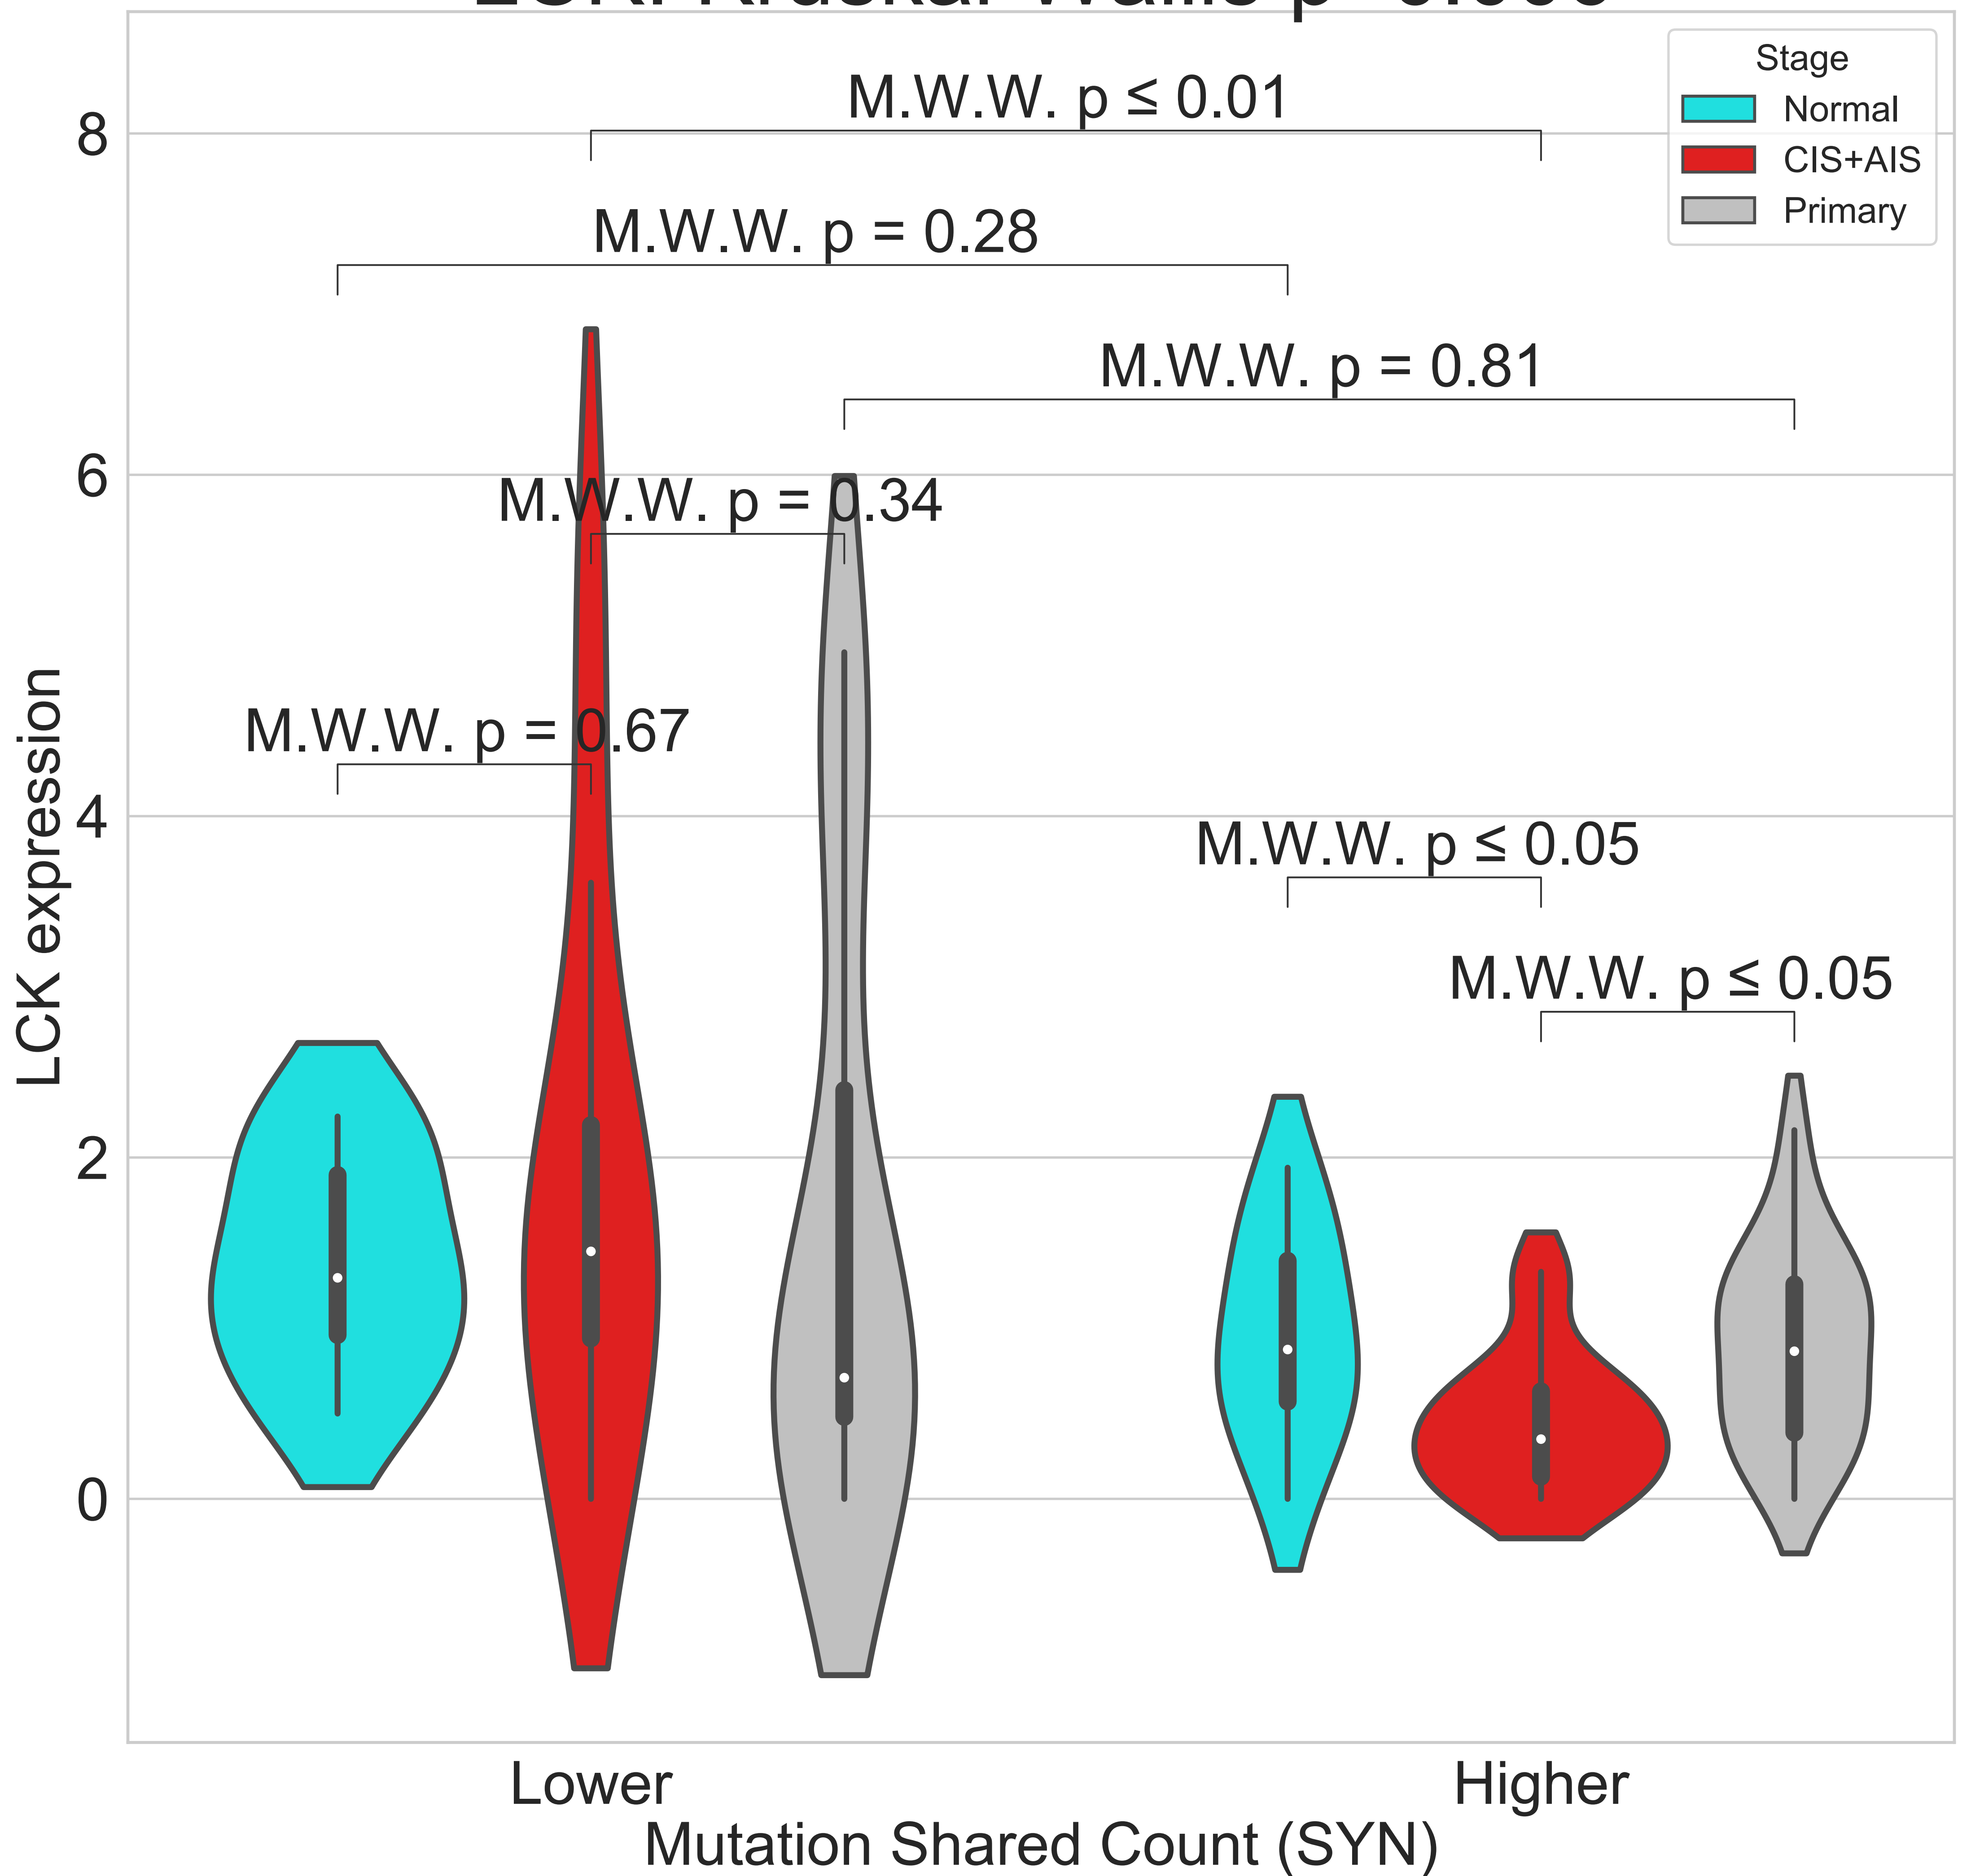 Stage
Normal
CIS+AIS
Primary
M.W.W. p ≤ 0.01
M.W.W. p = 0.28
M.W.W. p = 0.81
M.W.W. p = 0.34
M.W.W. p = 0.67
M.W.W. p ≤ 0.05
M.W.W. p ≤ 0.05
8
6
4
2
0
LCK expression
Lower
Higher
Mutation Shared Count (SYN)